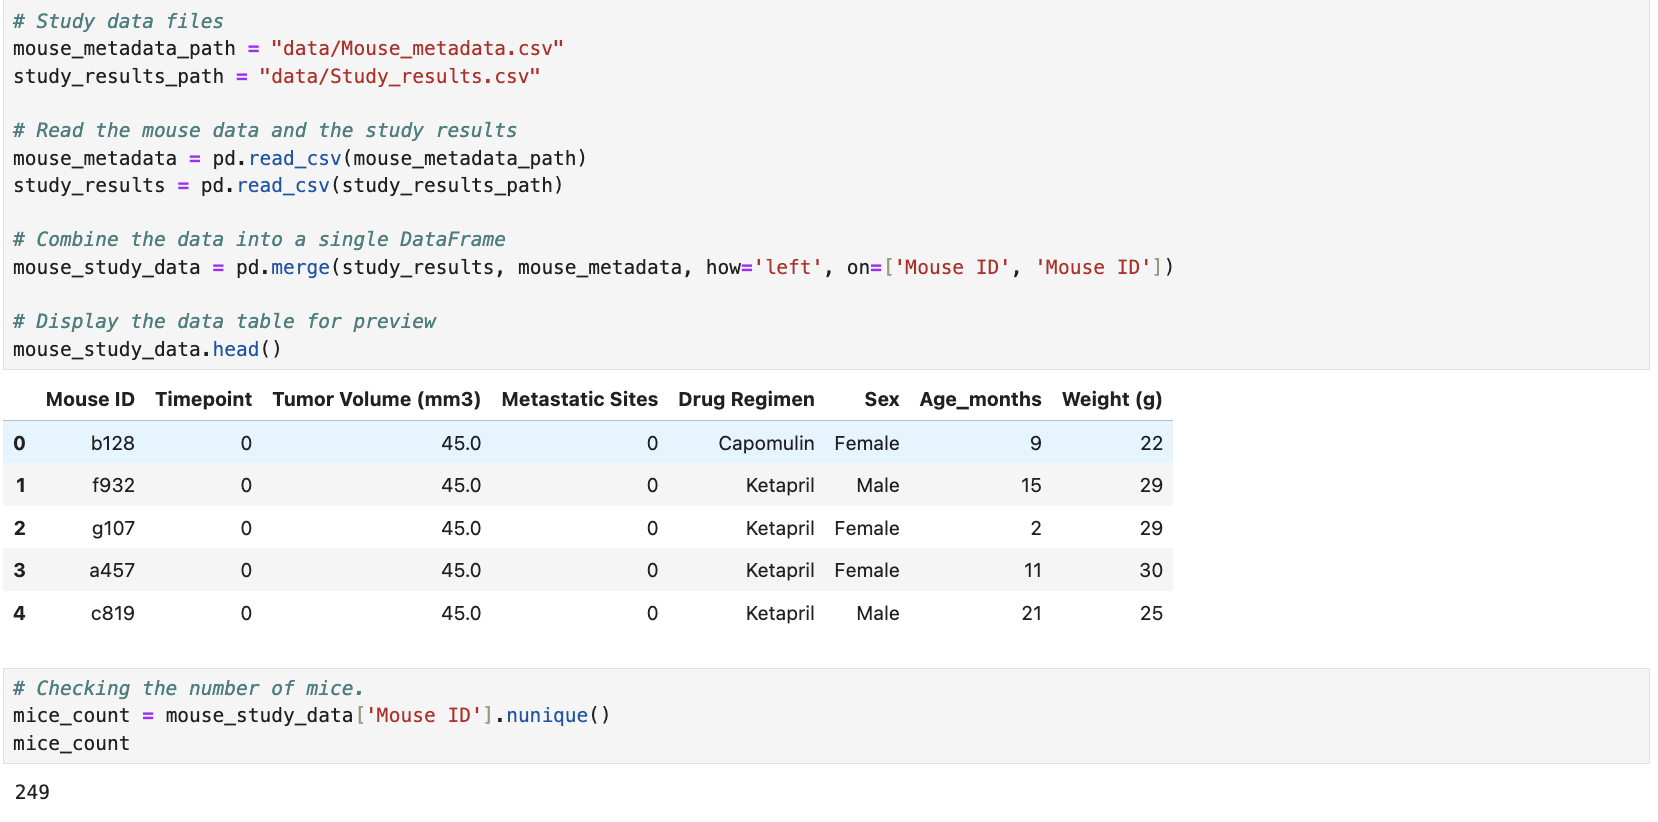 # Study data files
mouse_metadata_path = "data/Mouse_metadata.csv"
study_results_path = "data/Study_results.csv"
# Read the mouse data and the study results
mouse_metadata = pd.read_csv(mouse_metadata_path)
study_results = pd.read_csv(study_results_path)
# Combine the data into a single DataFrame
mouse_study_data = pd.merge(study_results, mouse_metadata, how='left', on=['Mouse ID', 'Mouse ID'])
# Display the data table for preview
mouse_study_data.head()
Mouse ID Timepoint Tumor Volume (mm3) Metastatic Sites Drug Regimen Sex Age_months Weight (g)
0 b128 0 45.0 0 Capomulin Female 9 22
1 f932 0 45.0 0 Ketapril Male 15 29
2 g107 0 45.0 0 Ketapril Female 2 29
3 a457 0 45.0 0 Ketapril Female 11 30
4 c819 0 45.0 0 Ketapril Male 21 25
# Checking the number of mice.
mice_count = mouse_study_data['Mouse ID'].nunique()
mice_count
249